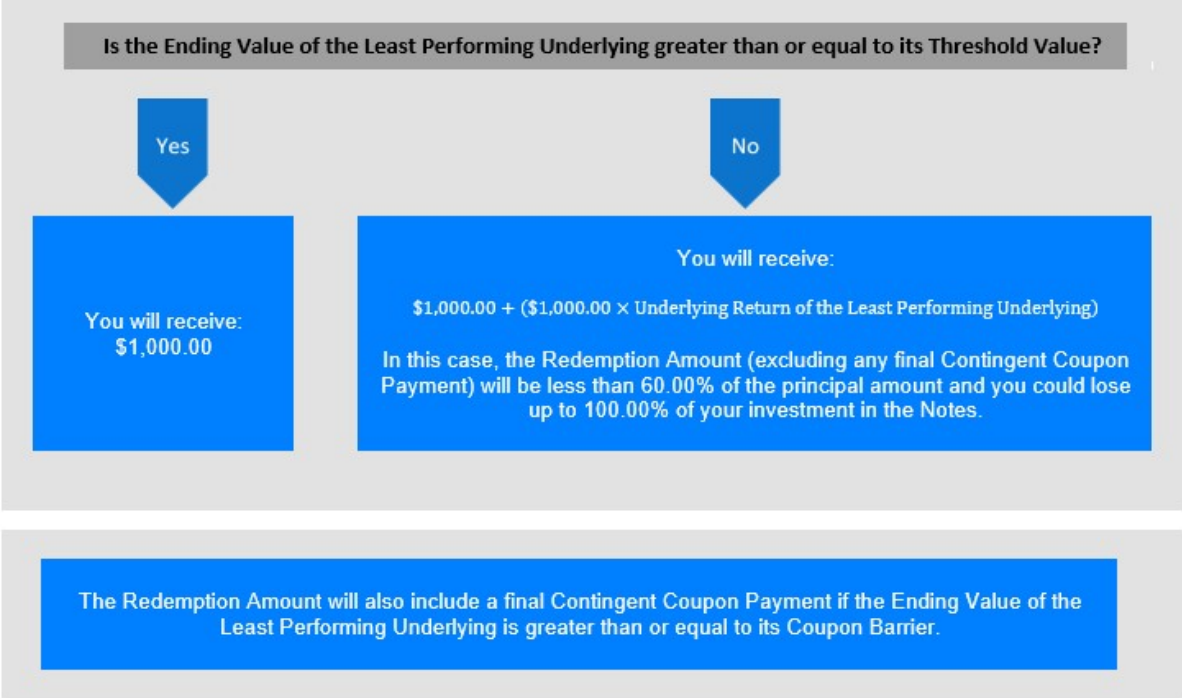 Is the Ending Value of the Least Performing Underlying greater than or equal to its Threshold Value?
Yes
No
You will receive:
$1,000.00
You will receive:
$1,000.00 + ($1,000.00 × Underlying Return of the Least Performing Underlying)
In this case, the Redemption Amount (excluding any final Contingent Coupon
Payment) will be less than 60.00% of the principal amount and you could lose
up to 100.00% of your investment in the Notes.
The Redemption Amount will also include a final Contingent Coupon Payment if the Ending Value of the
Least Performing Underlying is greater than or equal to its Coupon Barrier.